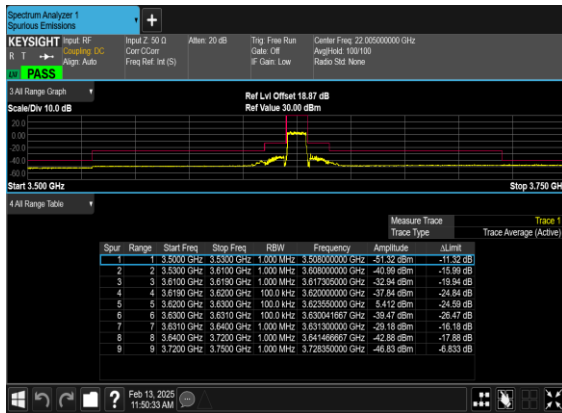 Spectrum Analyzer 1
Spurious Emissions
KEYSIGHT Input: RF Input Z: 50 Ω Atten: 20 dB Trig: Free Run Center Freq: 22.005000000 GHz
R T Coupling: DC Corr CCorr Gate: Off Avg|Hold: 100/100
Align: Auto Freq Ref: Int (S) IF Gain: Low Radio Std: None
PASS
3 All Range Graph
Ref Lvl Offset 18.87 dB
Scale/Div 10.0 dB Ref Value 30.00 dBm
20.0
0.00
-20.0
-40.0
-60.0
Start 3.500 GHz Stop 3.750 GH
4 All Range Table
Measure Trace Trace 1
Trace Type Trace Average (Active)
Spur Range Start Freq Stop Freq RBW Frequency Amplitude ΔLimit
1 1 3.5000 GHz 3.5300 GHz 1.000 MHz 3.508000000 GHz -51.32 dBm -11.32 dB
2 2 3.5300 GHz 3.6100 GHz 1.000 MHz 3.608000000 GHz -40.99 dBm -15.99 dB
3 3 3.6100 GHz 3.6190 GHz 1.000 MHz 3.617305000 GHz -32.94 dBm -19.94 dB
4 4 3.6190 GHz 3.6200 GHz 100.0 kHz 3.620000000 GHz -37.84 dBm -24.84 dB
5 5 3.6200 GHz 3.6300 GHz 100.0 kHz 3.623550000 GHz 5.412 dBm -24.59 dB
6 6 3.6300 GHz 3.6310 GHz 100.0 kHz 3.630041667 GHz -39.47 dBm -26.47 dB
7 7 3.6310 GHz 3.6400 GHz 1.000 MHz 3.631300000 GHz -29.18 dBm -16.18 dB
8 8 3.6400 GHz 3.7200 GHz 1.000 MHz 3.641466667 GHz -42.88 dBm -17.88 dB
9 9 3.7200 GHz 3.7500 GHz 1.000 MHz 3.728350000 GHz -46.83 dBm -6.833 dB
Feb 13, 2025
11:50:33 AM